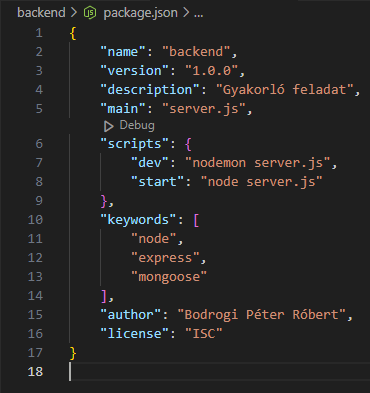 backend > package.json > ...
1 {
2 "name": "backend",
3 "version": "1.0.0",
4 "description": "Gyakorló feladat",
5 "main": "server.js",
Debug
6 "scripts": {
7 "dev": "nodemon server.js",
8 "start": "node server.js"
9 },
10 "keywords": [
11 "node",
12 "express",
13 "mongoose"
14 ],
15 "author": "Bodrogi Péter Róbert",
16 "license": "ISC"
17 }
18